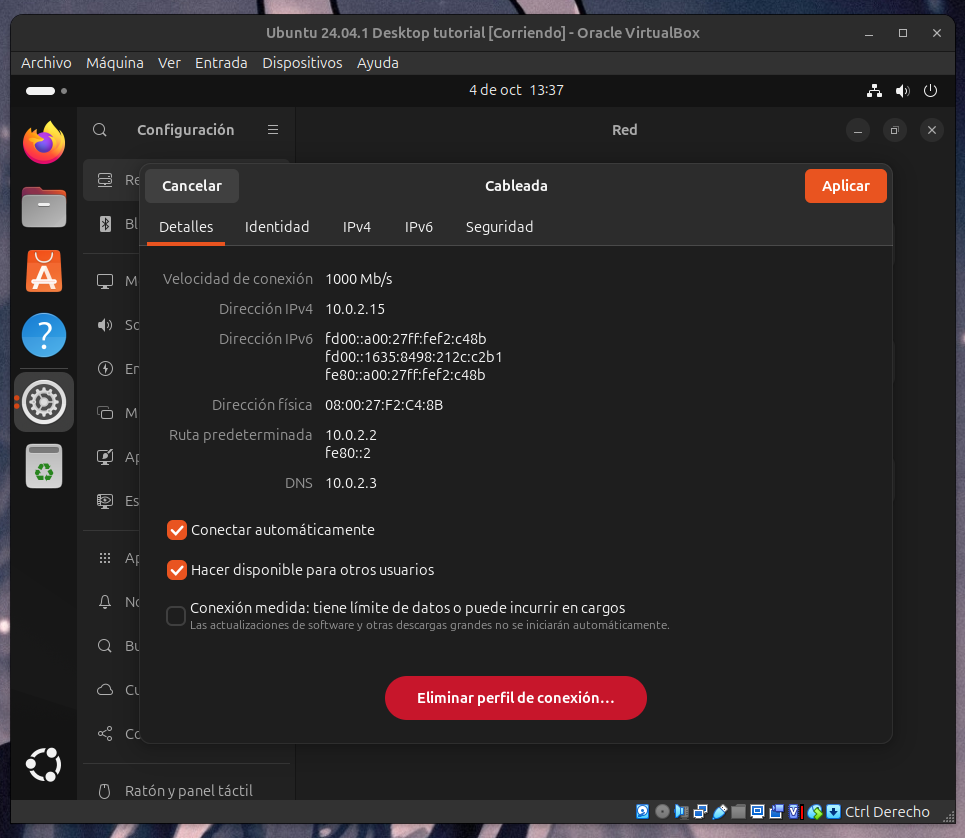 Ubuntu 24.04.1 Desktop tutorial [Corriendo] - Oracle VirtualBox
Archivo Máquina Ver Entrada Dispositivos Ayuda
4 de oct 13:37
Configuración
Red
Re
Cancelar
Cableada
Aplicar
Bl
Detalles Identidad IPv4 IPv6 Seguridad
Velocidad de conexión 1000 Mb/s
Dirección IPv4 10.0.2.15
Dirección IPv6 fd00::a00:27ff:fef2:c48b
fd00::1635:8498:212c:c2b1
fe80::a00:27ff:fef2:c48b
Dirección física 08:00:27:F2:C4:8B
Ruta predeterminada 10.0.2.2
fe80::2
DNS 10.0.2.3
Conectar automáticamente
Hacer disponible para otros usuarios
Conexión medida: tiene límite de datos o puede incurrir en cargos
Las actualizaciones de software y otras descargas grandes no se iniciarán automáticamente.
Eliminar perfil de conexión...
M
So
En
M
Ap
Es
Ap
No
Bu
Cu
Co
Ratón y panel táctil
Ctrl Derecho